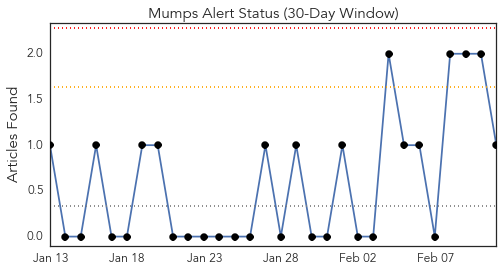 Mumps Alert Status (30-Day Window)
Articles Found
2.0
1.5
1.0
0.5
0.0
Jan 13 Jan 18 Jan 23 Jan 28 Feb 02 Feb 07